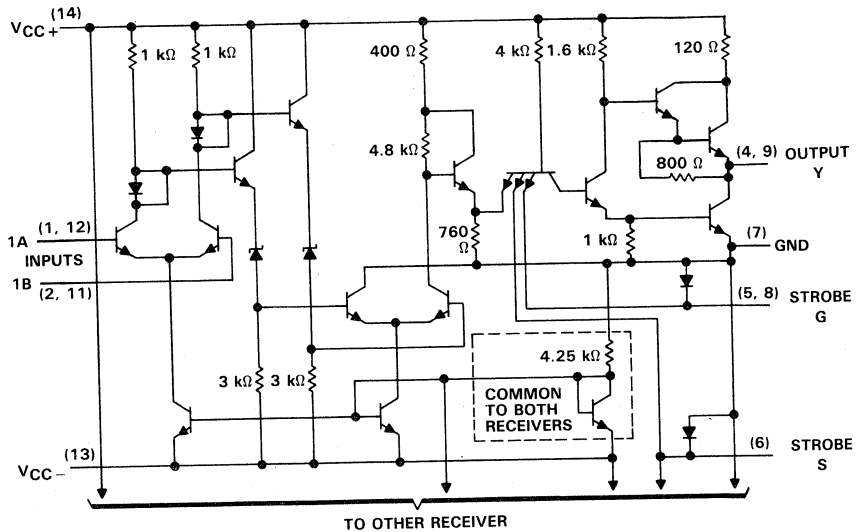 VCC+ (14)
1 kΩ
1 kΩ
400 Ω
4 kΩ
1.6 kΩ
120 Ω
4.8 kΩ
800 Ω
(4, 9) OUTPUT
Y
1A (1, 12)
INPUTS
1B (2, 11)
760
Ω
1 kΩ
(7) GND
(5, 8) STROBE
G
3 kΩ
3 kΩ
4.25 kΩ
COMMON
TO BOTH
RECEIVERS
(6) STROBE
S
VCC− (13)
TO OTHER RECEIVER